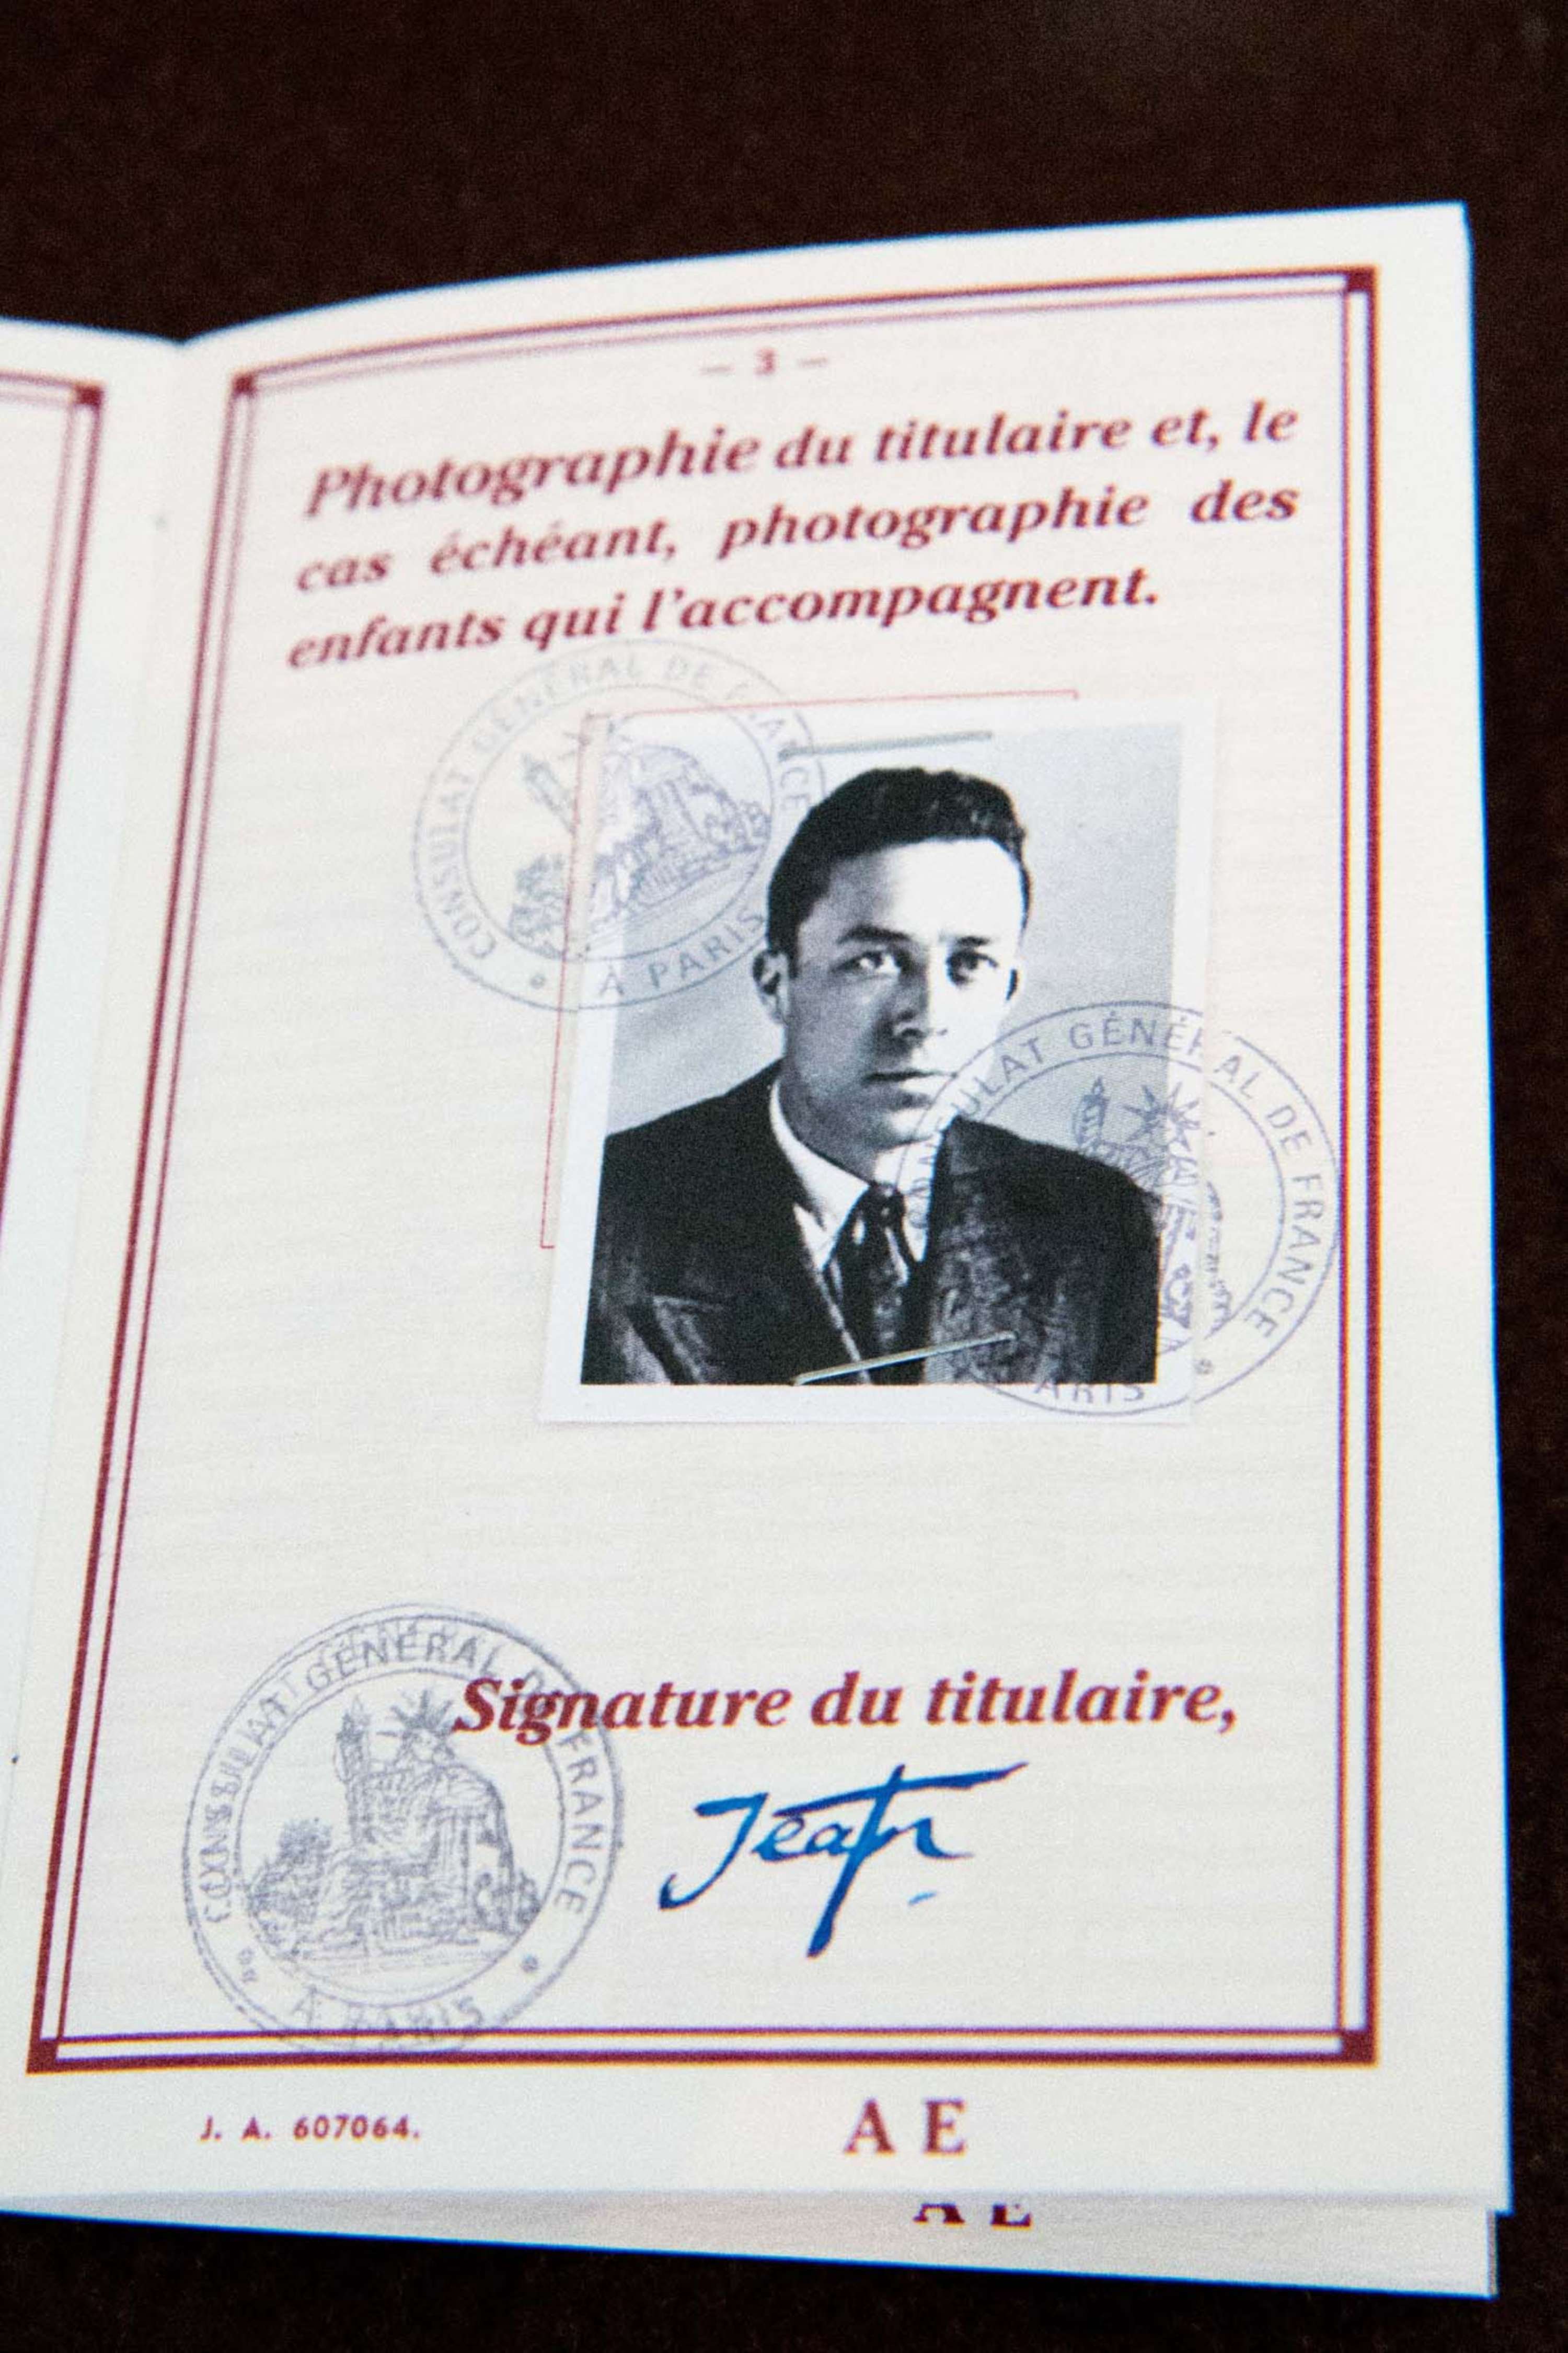 — 3 —
Photographie du titulaire et, le
cas échéant, photographie des
enfants qui l'accompagnent.
CONSULAT GÉNÉRAL DE FRANCE
A PARIS
CONSULAT GÉNÉRAL DE FRANCE
PARIS
Signature du titulaire,
CONSULAT GÉNÉRAL DE FRANCE
A PARIS
Jean
J. A. 607064.
A E
A E